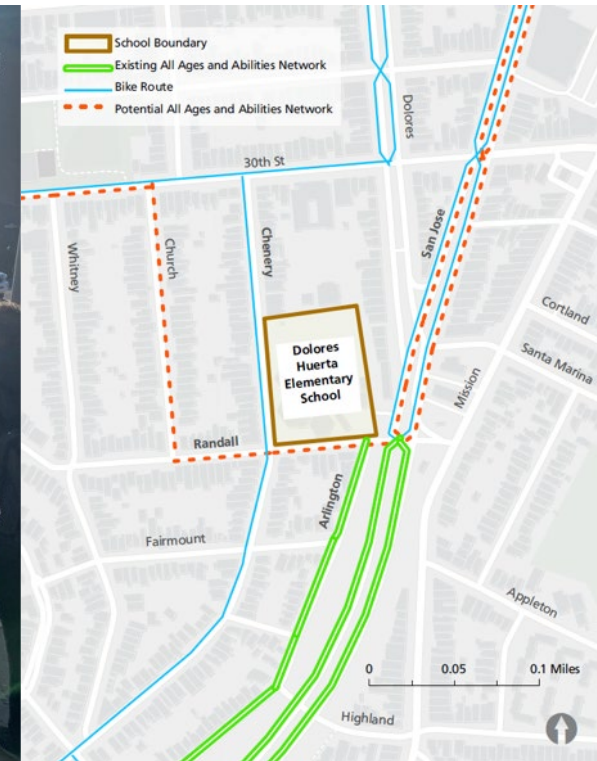 School Boundary
Existing All Ages and Abilities Network
Bike Route
Potential All Ages and Abilities Network
Dolores
30th St
Whitney
Church
Chenery
San Jose
Cortland
Santa Marina
Dolores
Huerta
Elementary
School
Mission
Randall
Arlington
Fairmount
Appleton
0 0.05 0.1 Miles
Highland